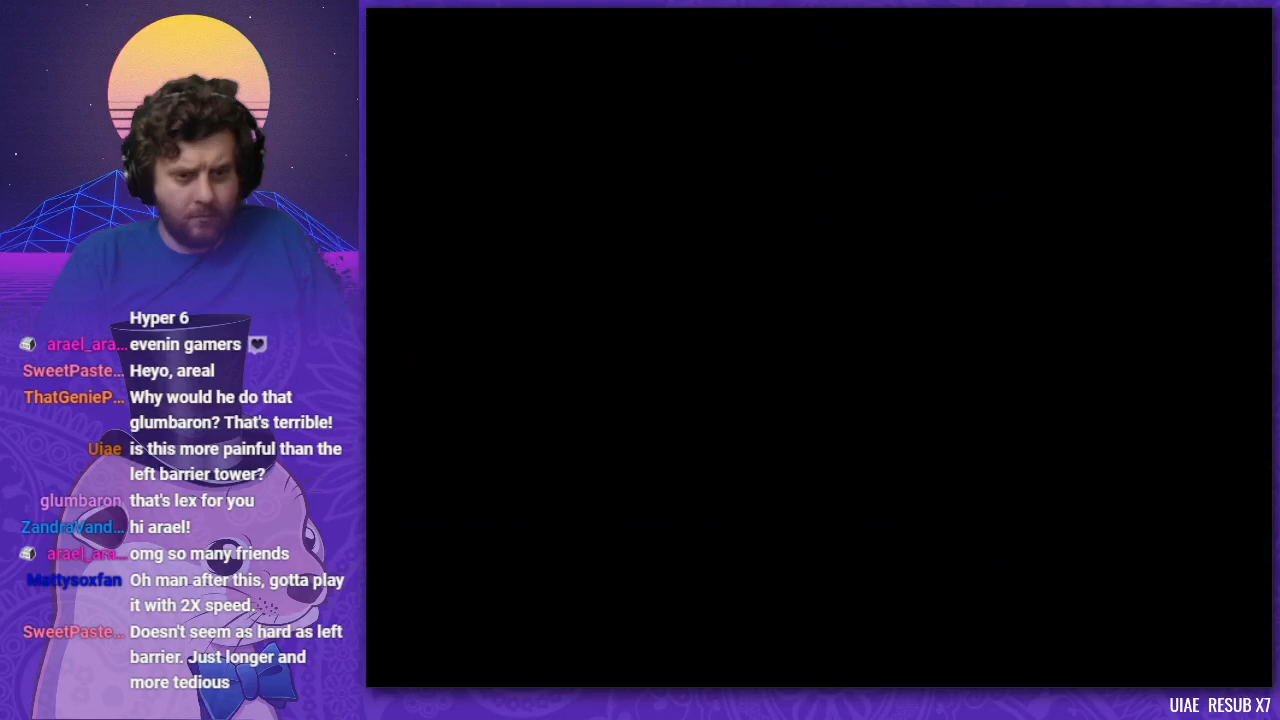 Hyper 6
arael_ara... evenin gamers
SweetPaste... Heyo, areal
ThatGenieP... Why would he do that
glumbaron? That's terrible!
Uiae is this more painful than the
left barrier tower?
glumbaron that's lex for you
ZandraVand... hi arael!
arael_ara... omg so many friends
Mattysoxfan Oh man after this, gotta play
it with 2X speed.
SweetPaste... Doesn't seem as hard as left
barrier. Just longer and
more tedious
UIAE RESUB X7